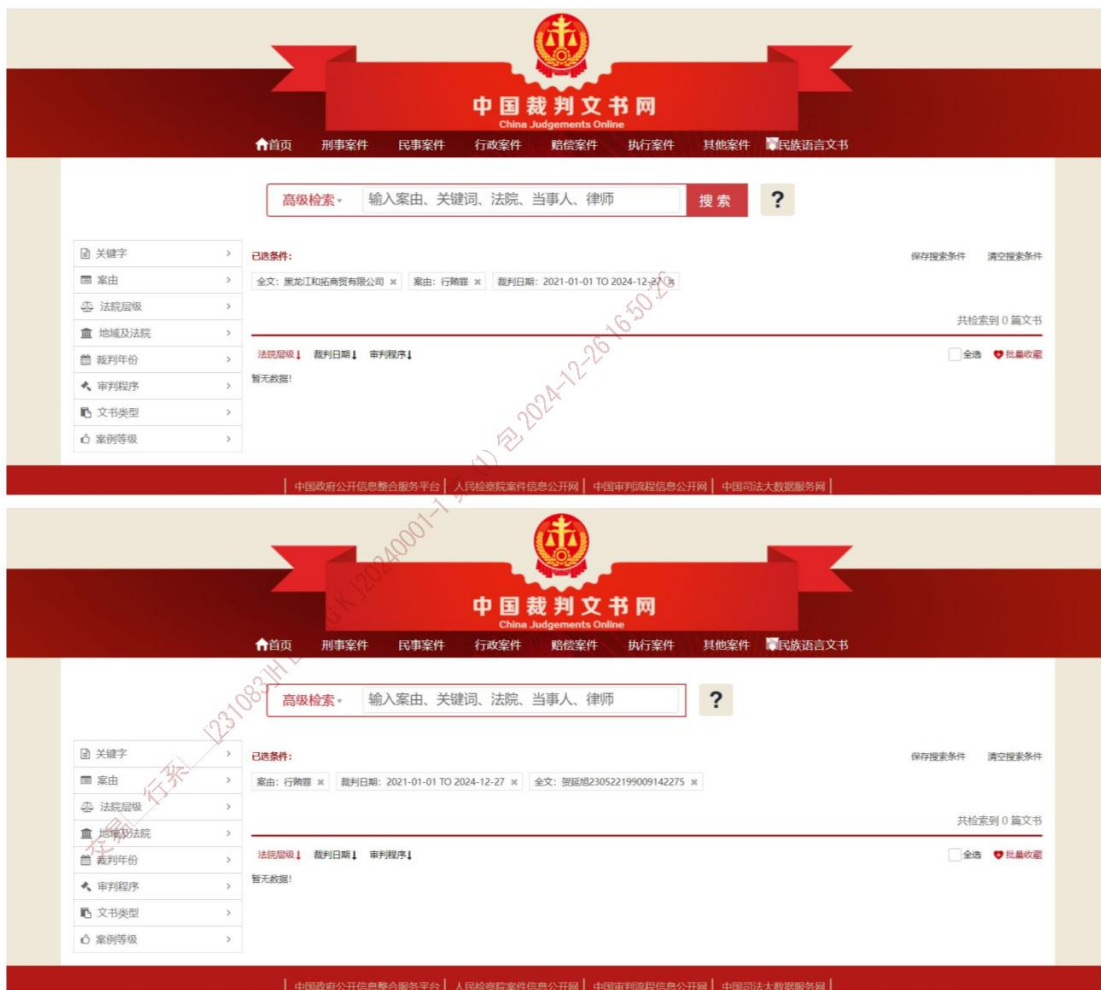 中国裁判文书网
China Judgements Online
首页 刑事案件 民事案件 行政案件 赔偿案件 执行案件 其他案件 民族语言文书
高级检索 输入案由、关键词、法院、当事人、律师 搜索 ?
关键字
案由
法院层级
地域及法院
裁判年份
审判程序
文书类型
案例等级
已选条件: 保存搜索条件 清空搜索条件
全文: 黑龙江和拓商贸有限公司 × 案由: 行贿罪 × 裁判日期: 2021-01-01 TO 2024-12-27 ×
共检索到 0 篇文书
法院层级↓ 裁判日期↓ 审判程序↓ 全选 批量收藏
暂无数据!
中国政府公开信息整合服务平台 | 人民检察院案件信息公开网 | 中国审判流程信息公开网 | 中国司法大数据服务网 |
中国裁判文书网
China Judgements Online
首页 刑事案件 民事案件 行政案件 赔偿案件 执行案件 其他案件 民族语言文书
高级检索 输入案由、关键词、法院、当事人、律师 ?
关键字
案由
法院层级
地域及法院
裁判年份
审判程序
文书类型
案例等级
已选条件: 保存搜索条件 清空搜索条件
案由: 行贿罪 × 裁判日期: 2021-01-01 TO 2024-12-27 × 全文: 贺延旭230522199009142275 ×
共检索到 0 篇文书
法院层级↓ 裁判日期↓ 审判程序↓ 全选 批量收藏
暂无数据!
中国政府公开信息整合服务平台 | 人民检察院案件信息公开网 | 中国审判流程信息公开网 | 中国司法大数据服务网 |
交易 行系 [231083]H K]20240001-1 (1) 包 2024-12-26 16:50:26